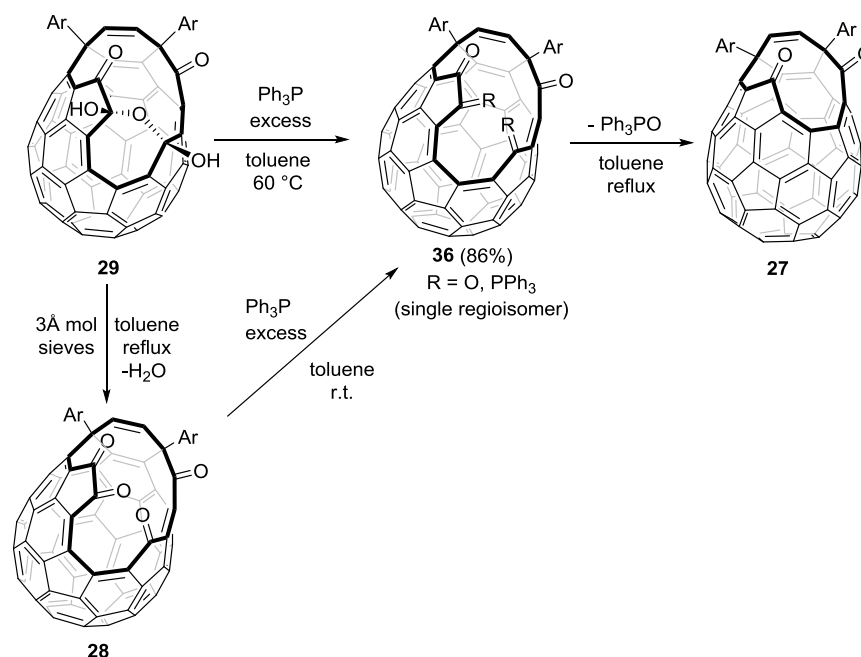 Ar
Ar
O
O
HO
O
OH
29
Ph3P
excess
toluene
60 °C
Ar
Ar
O
O
R
R
36 (86%)
R = O, PPh3
(single regioisomer)
- Ph3PO
toluene
reflux
Ar
Ar
O
O
27
3Å mol
sieves
toluene
reflux
-H2O
Ph3P
excess
toluene
r.t.
Ar
Ar
O
O
O
O
28